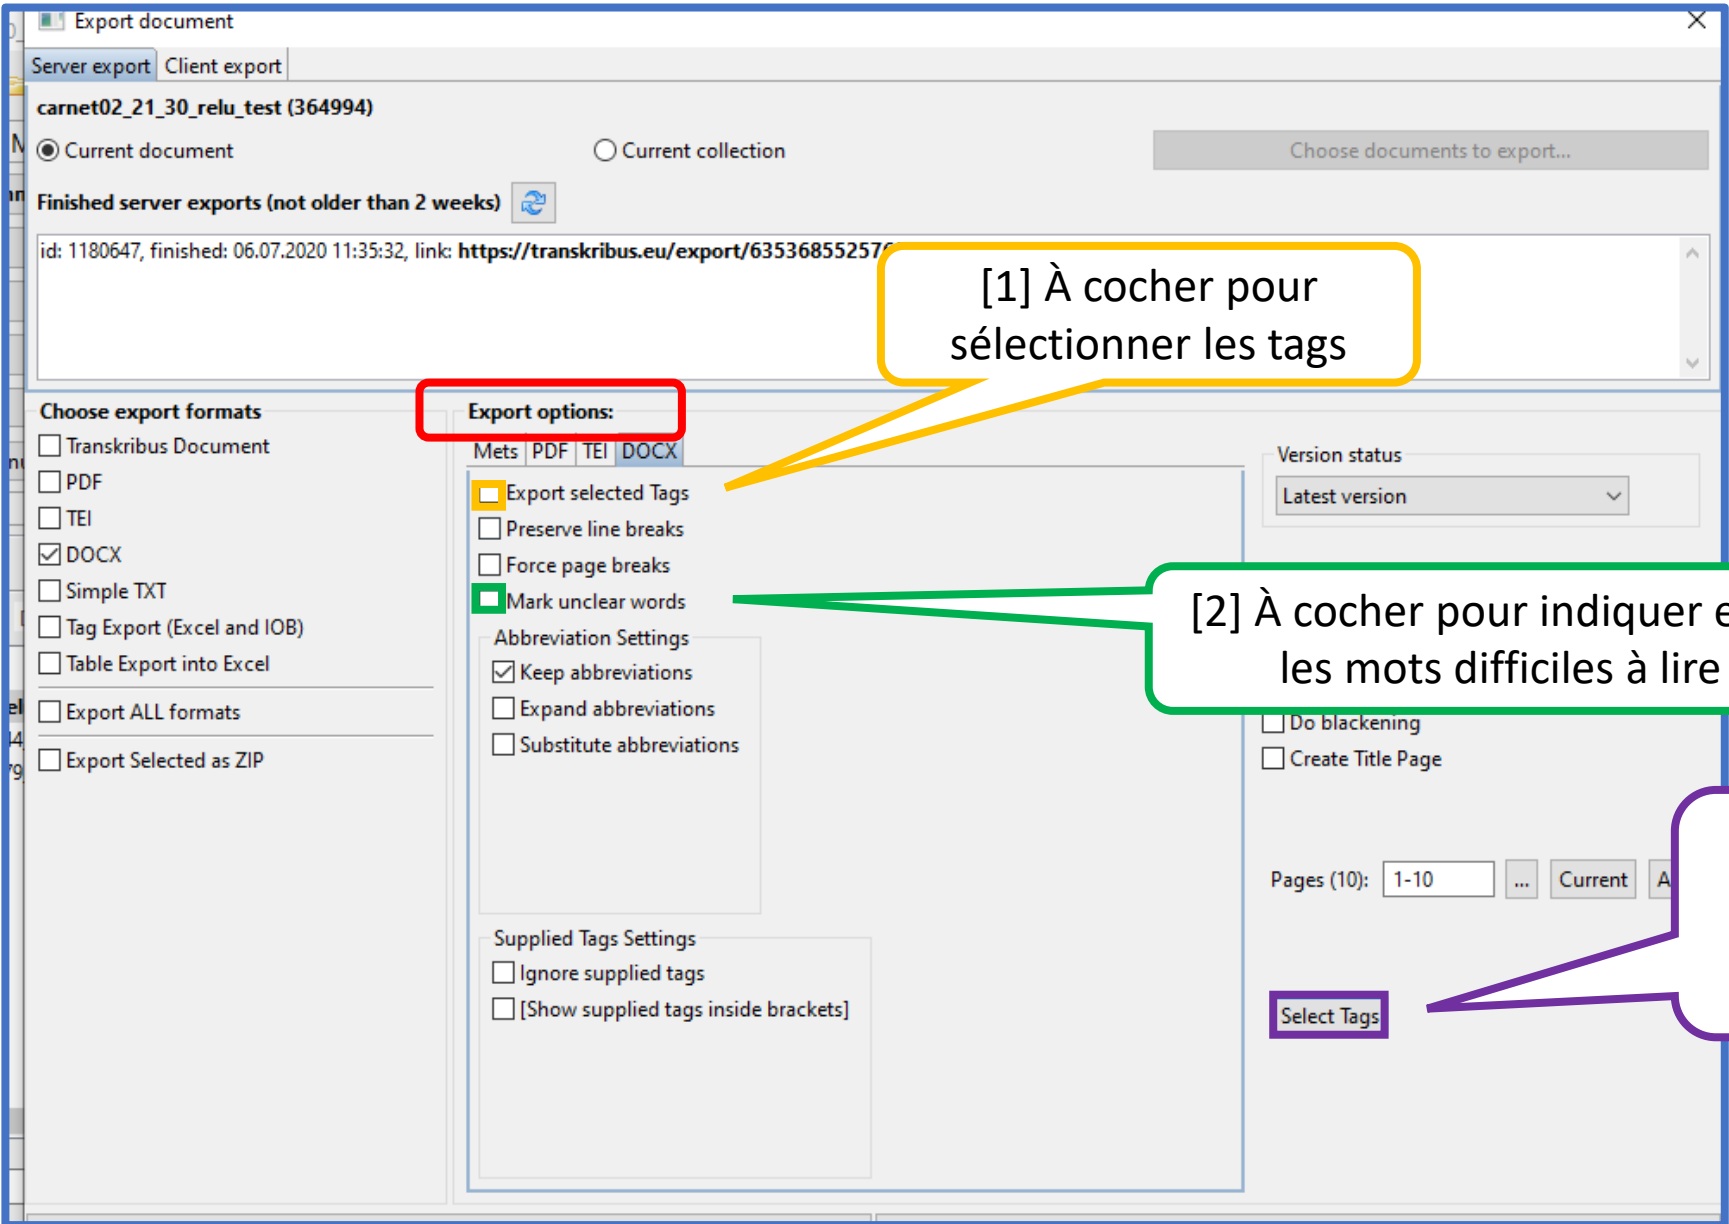 Export document
Server export Client export
carnet02_21_30_relu_test (364994)
Current document
Current collection
Choose documents to export...
Finished server exports (not older than 2 weeks)
id: 1180647, finished: 06.07.2020 11:35:32, link: https://transkribus.eu/export/63536855257
[1] À cocher pour
sélectionner les tags
Choose export formats
Transkribus Document
PDF
TEI
DOCX
Simple TXT
Tag Export (Excel and IOB)
Table Export into Excel
Export ALL formats
Export Selected as ZIP
Export options:
Mets PDF TEI DOCX
Export selected Tags
Preserve line breaks
Force page breaks
Mark unclear words
Abbreviation Settings
Keep abbreviations
Expand abbreviations
Substitute abbreviations
Supplied Tags Settings
Ignore supplied tags
[Show supplied tags inside brackets]
Version status
Latest version
[2] À cocher pour indiquer
les mots difficiles à lire
Do blackening
Create Title Page
Pages (10): 1-10 ... Current
Select Tags